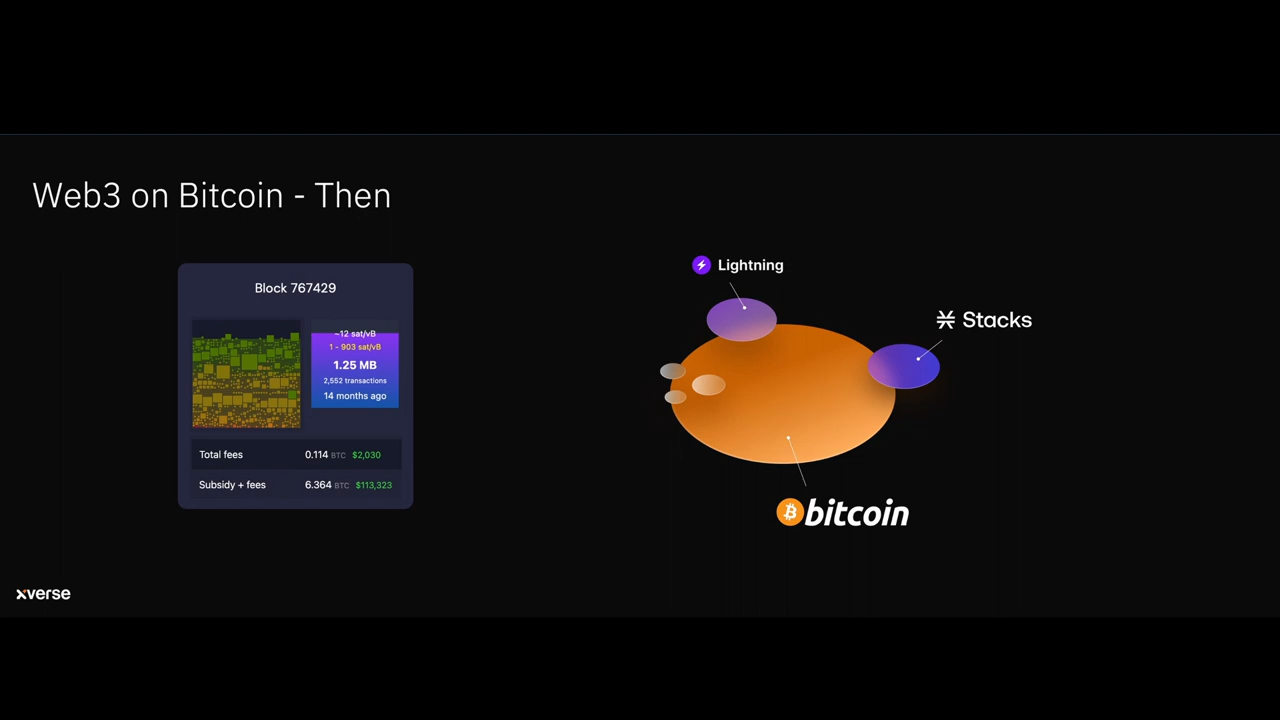 Web3 on Bitcoin - Then
Block 767429
~12 sat/vB
1 - 903 sat/vB
1.25 MB
2,552 transactions
14 months ago
Total fees 0.114 BTC $2,030
Subsidy + fees 6.364 BTC $113,323
Lightning
Stacks
bitcoin
xverse